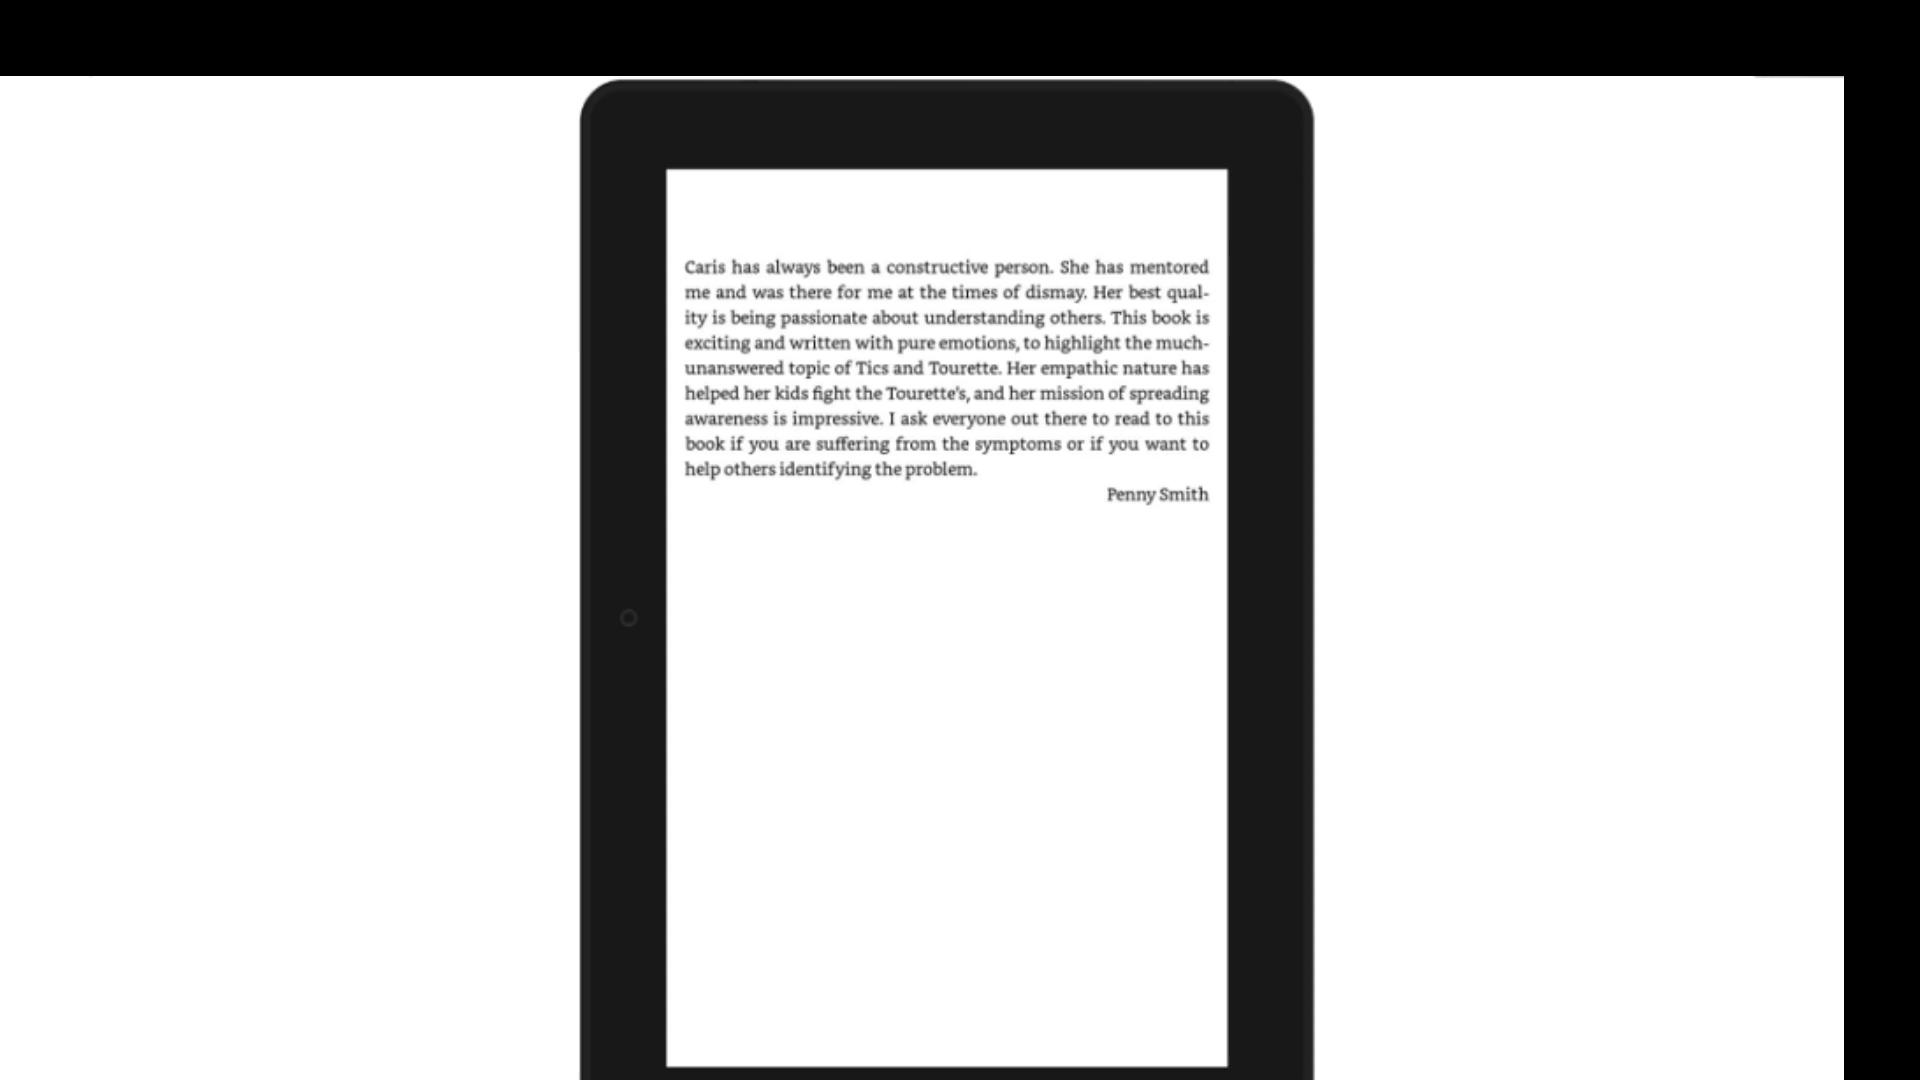 Caris has always been a constructive person. She has mentored
me and was there for me at the times of dismay. Her best qual-
ity is being passionate about understanding others. This book is
exciting and written with pure emotions, to highlight the much-
unanswered topic of Tics and Tourette. Her empathic nature has
helped her kids fight the Tourette's, and her mission of spreading
awareness is impressive. I ask everyone out there to read to this
book if you are suffering from the symptoms or if you want to
help others identifying the problem.
Penny Smith